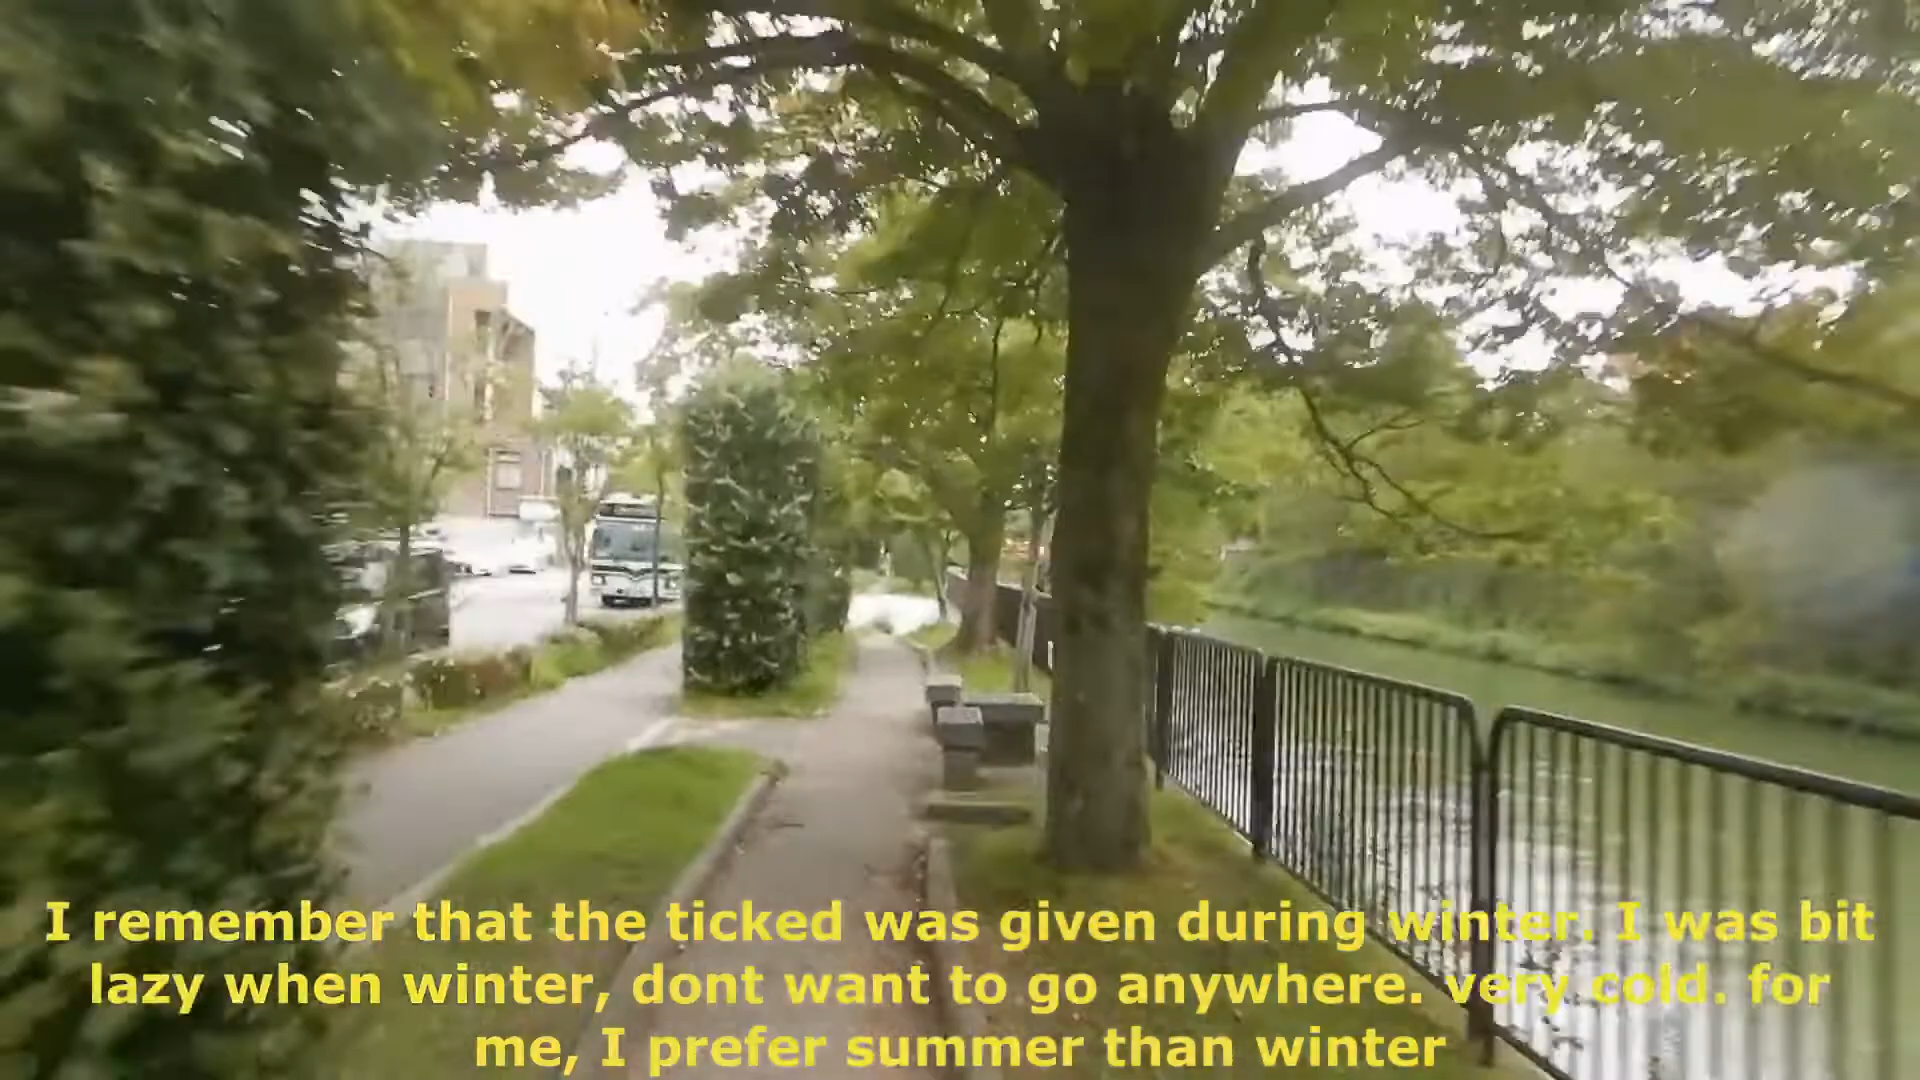 I remember that the ticked was given during winter. I was bit
lazy when winter, dont want to go anywhere. very cold. for
me, I prefer summer than winter